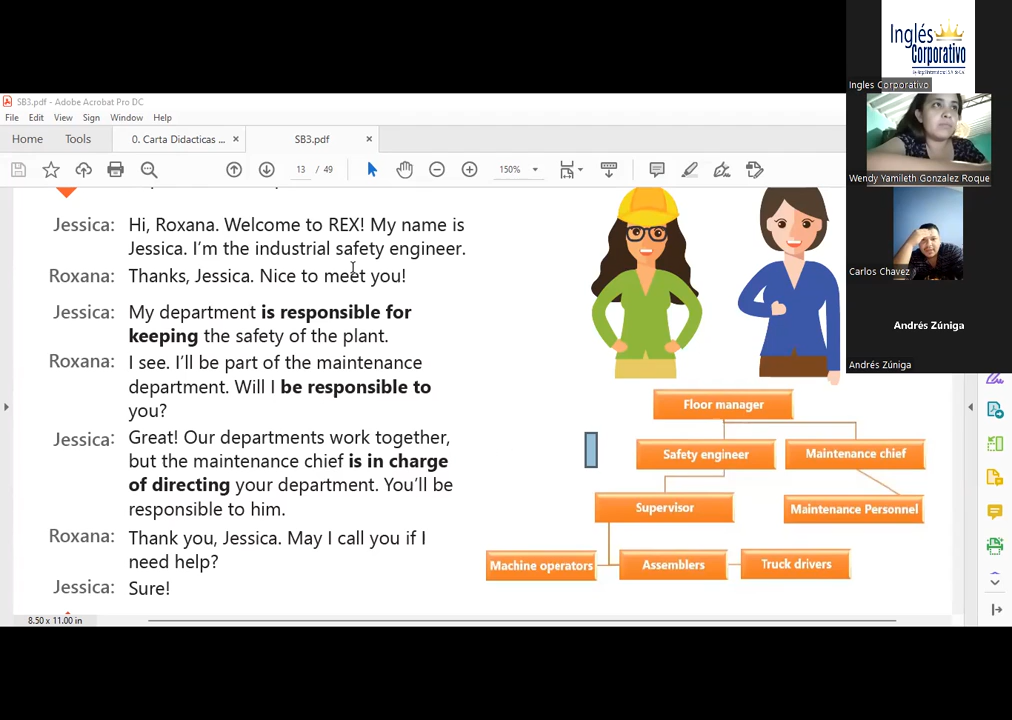 Inglés
Corporativo
Ingles Corporativo
SB3.pdf - Adobe Acrobat Pro DC
File Edit View Sign Window Help
Home Tools 0. Carta Didacticas ... × SB3.pdf ×
13 / 49 150%
Wendy Yamileth Gonzalez Roque
Carlos Chavez
Andrés Zúniga
Andrés Zúniga
Jessica: Hi, Roxana. Welcome to REX! My name is
Jessica. I'm the industrial safety engineer.
Roxana: Thanks, Jessica. Nice to meet you!
Jessica: My department is responsible for
keeping the safety of the plant.
Roxana: I see. I'll be part of the maintenance
department. Will I be responsible to
you?
Jessica: Great! Our departments work together,
but the maintenance chief is in charge
of directing your department. You'll be
responsible to him.
Roxana: Thank you, Jessica. May I call you if I
need help?
Jessica: Sure!
Floor manager
Safety engineer Maintenance chief
Supervisor Maintenance Personnel
Machine operators Assemblers Truck drivers
8.50 x 11.00 in